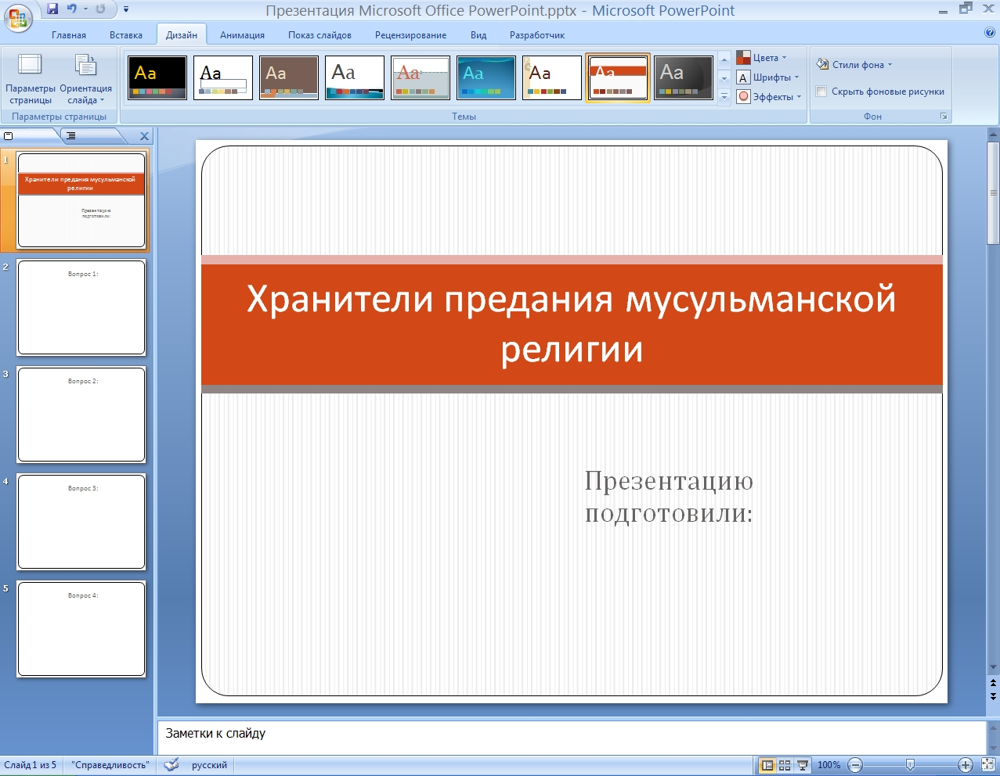 Презентация Microsoft Office PowerPoint.pptx - Microsoft PowerPoint
Главная Вставка Дизайн Анимация Показ слайдов Рецензирование Вид Разработчик
Параметры страницы
Ориентация слайда
Aa Aa Aa Aa Aa Aa Aa Aa Aa
Цвета
Шрифты
Эффекты
Стили фона
Скрыть фоновые рисунки
Параметры страницы
Темы
Фон
1
Хранители предания мусульманской
религии
Презентацию
подготовили:
2
Вопрос 1:
3
Вопрос 2:
4
Вопрос 3:
5
Вопрос 4:
Хранители предания мусульманской
религии
Презентацию
подготовили:
Заметки к слайду
Слайд 1 из 5 "Справедливость" русский 100%